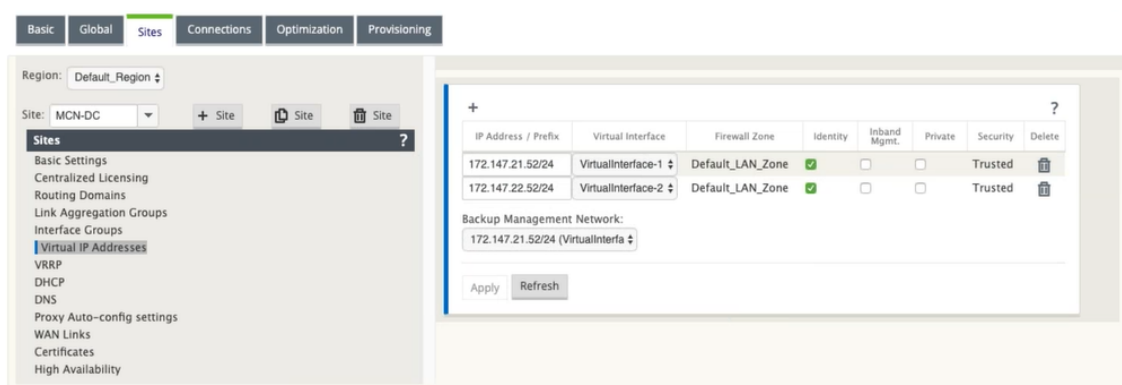 Basic Global Sites Connections Optimization Provisioning
Region: Default_Region
Site: MCN-DC + Site Site Site
Sites ?
Basic Settings
Centralized Licensing
Routing Domains
Link Aggregation Groups
Interface Groups
Virtual IP Addresses
VRRP
DHCP
DNS
Proxy Auto-config settings
WAN Links
Certificates
High Availability
+ ?
IP Address / Prefix Virtual Interface Firewall Zone Identity Inband Mgmt. Private Security Delete
172.147.21.52/24 VirtualInterface-1 Default_LAN_Zone Trusted
172.147.22.52/24 VirtualInterface-2 Default_LAN_Zone Trusted
Backup Management Network:
172.147.21.52/24 (VirtualInterfa
Apply Refresh